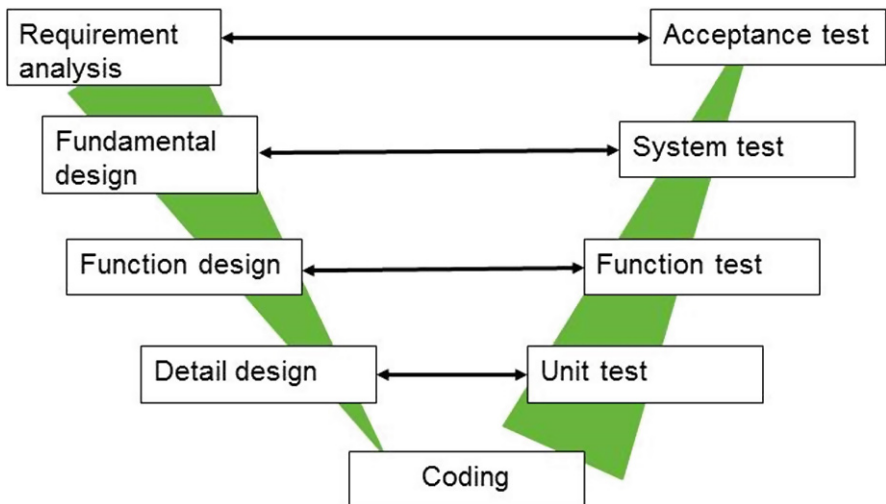 Requirement
analysis
Acceptance test
Fundamental
design
System test
Function design
Function test
Detail design
Unit test
Coding